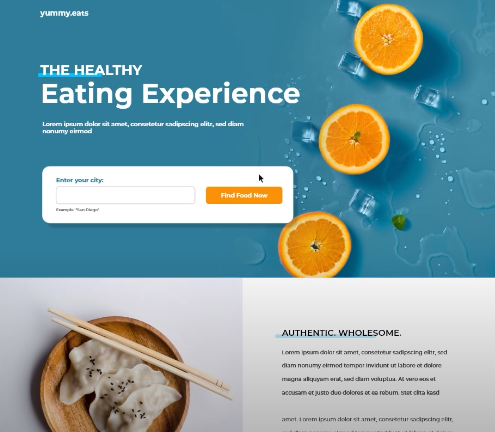 yummy.eats
THE HEALTHY
Eating Experience
Lorem ipsum dolor sit amet, consetetur sadipscing elitr, sed diam
nonumy eirmod
Enter your city:
Find Food Now
Example: "San Diego"
AUTHENTIC. WHOLESOME.
Lorem ipsum dolor sit amet, consetetur sadipscing elitr, sed
diam nonumy eirmod tempor invidunt ut labore et dolore
magna aliquyam erat, sed diam voluptua. At vero eos et
accusam et justo duo dolores et ea rebum. Stet clita kasd
amet. Lorem ipsum dolor sit amet, consetetur sadipscing elitr,